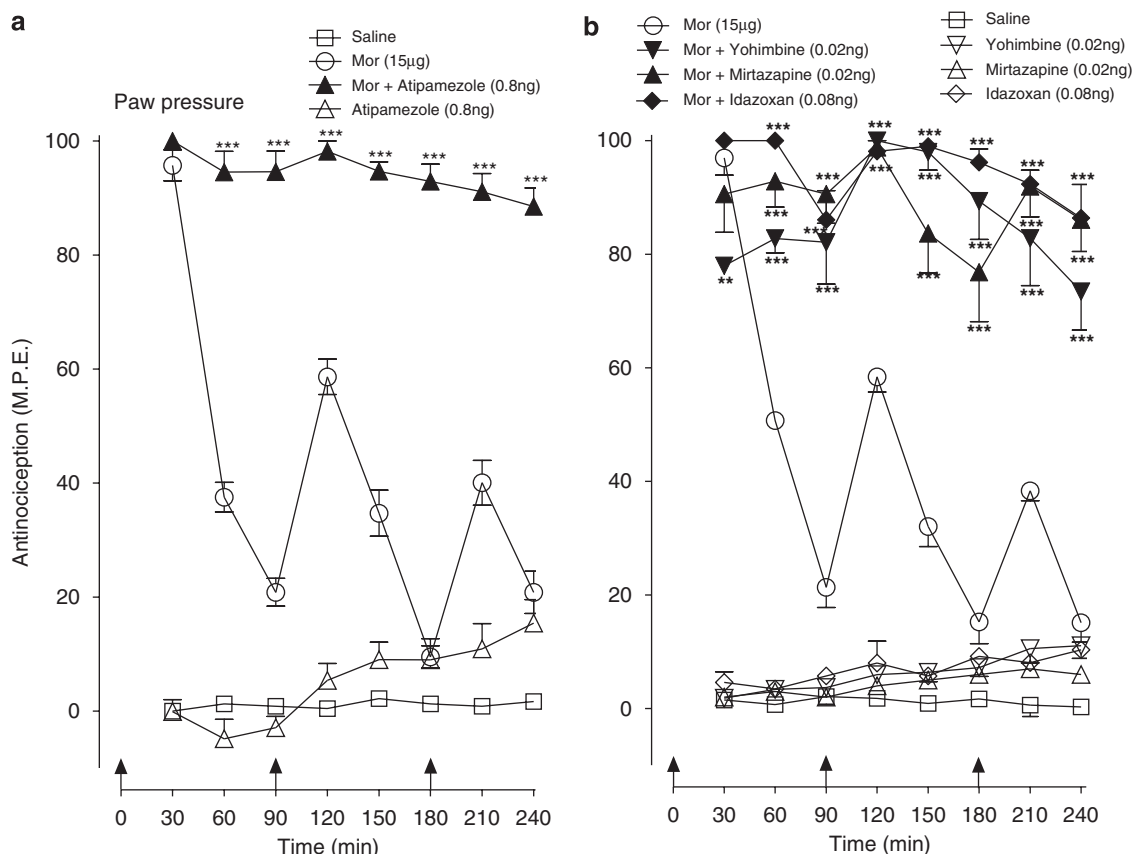 a
Saline
Mor (15µg)
Mor + Atipamezole (0.8ng)
Atipamezole (0.8ng)
Paw pressure
100
80
60
40
20
0
Antinociception (M.P.E.)
*** *** *** *** *** *** ***
0 30 60 90 120 150 180 210 240
Time (min)
b
Mor (15µg)
Mor + Yohimbine (0.02ng)
Mor + Mirtazapine (0.02ng)
Mor + Idazoxan (0.08ng)
Saline
Yohimbine (0.02ng)
Mirtazapine (0.02ng)
Idazoxan (0.08ng)
100
80
60
40
20
0
*** *** *** *** *** ***
***
*** *** ***
*** *** *** ***
** *** *** *** *** *** ***
0 30 60 90 120 150 180 210 240
Time (min)